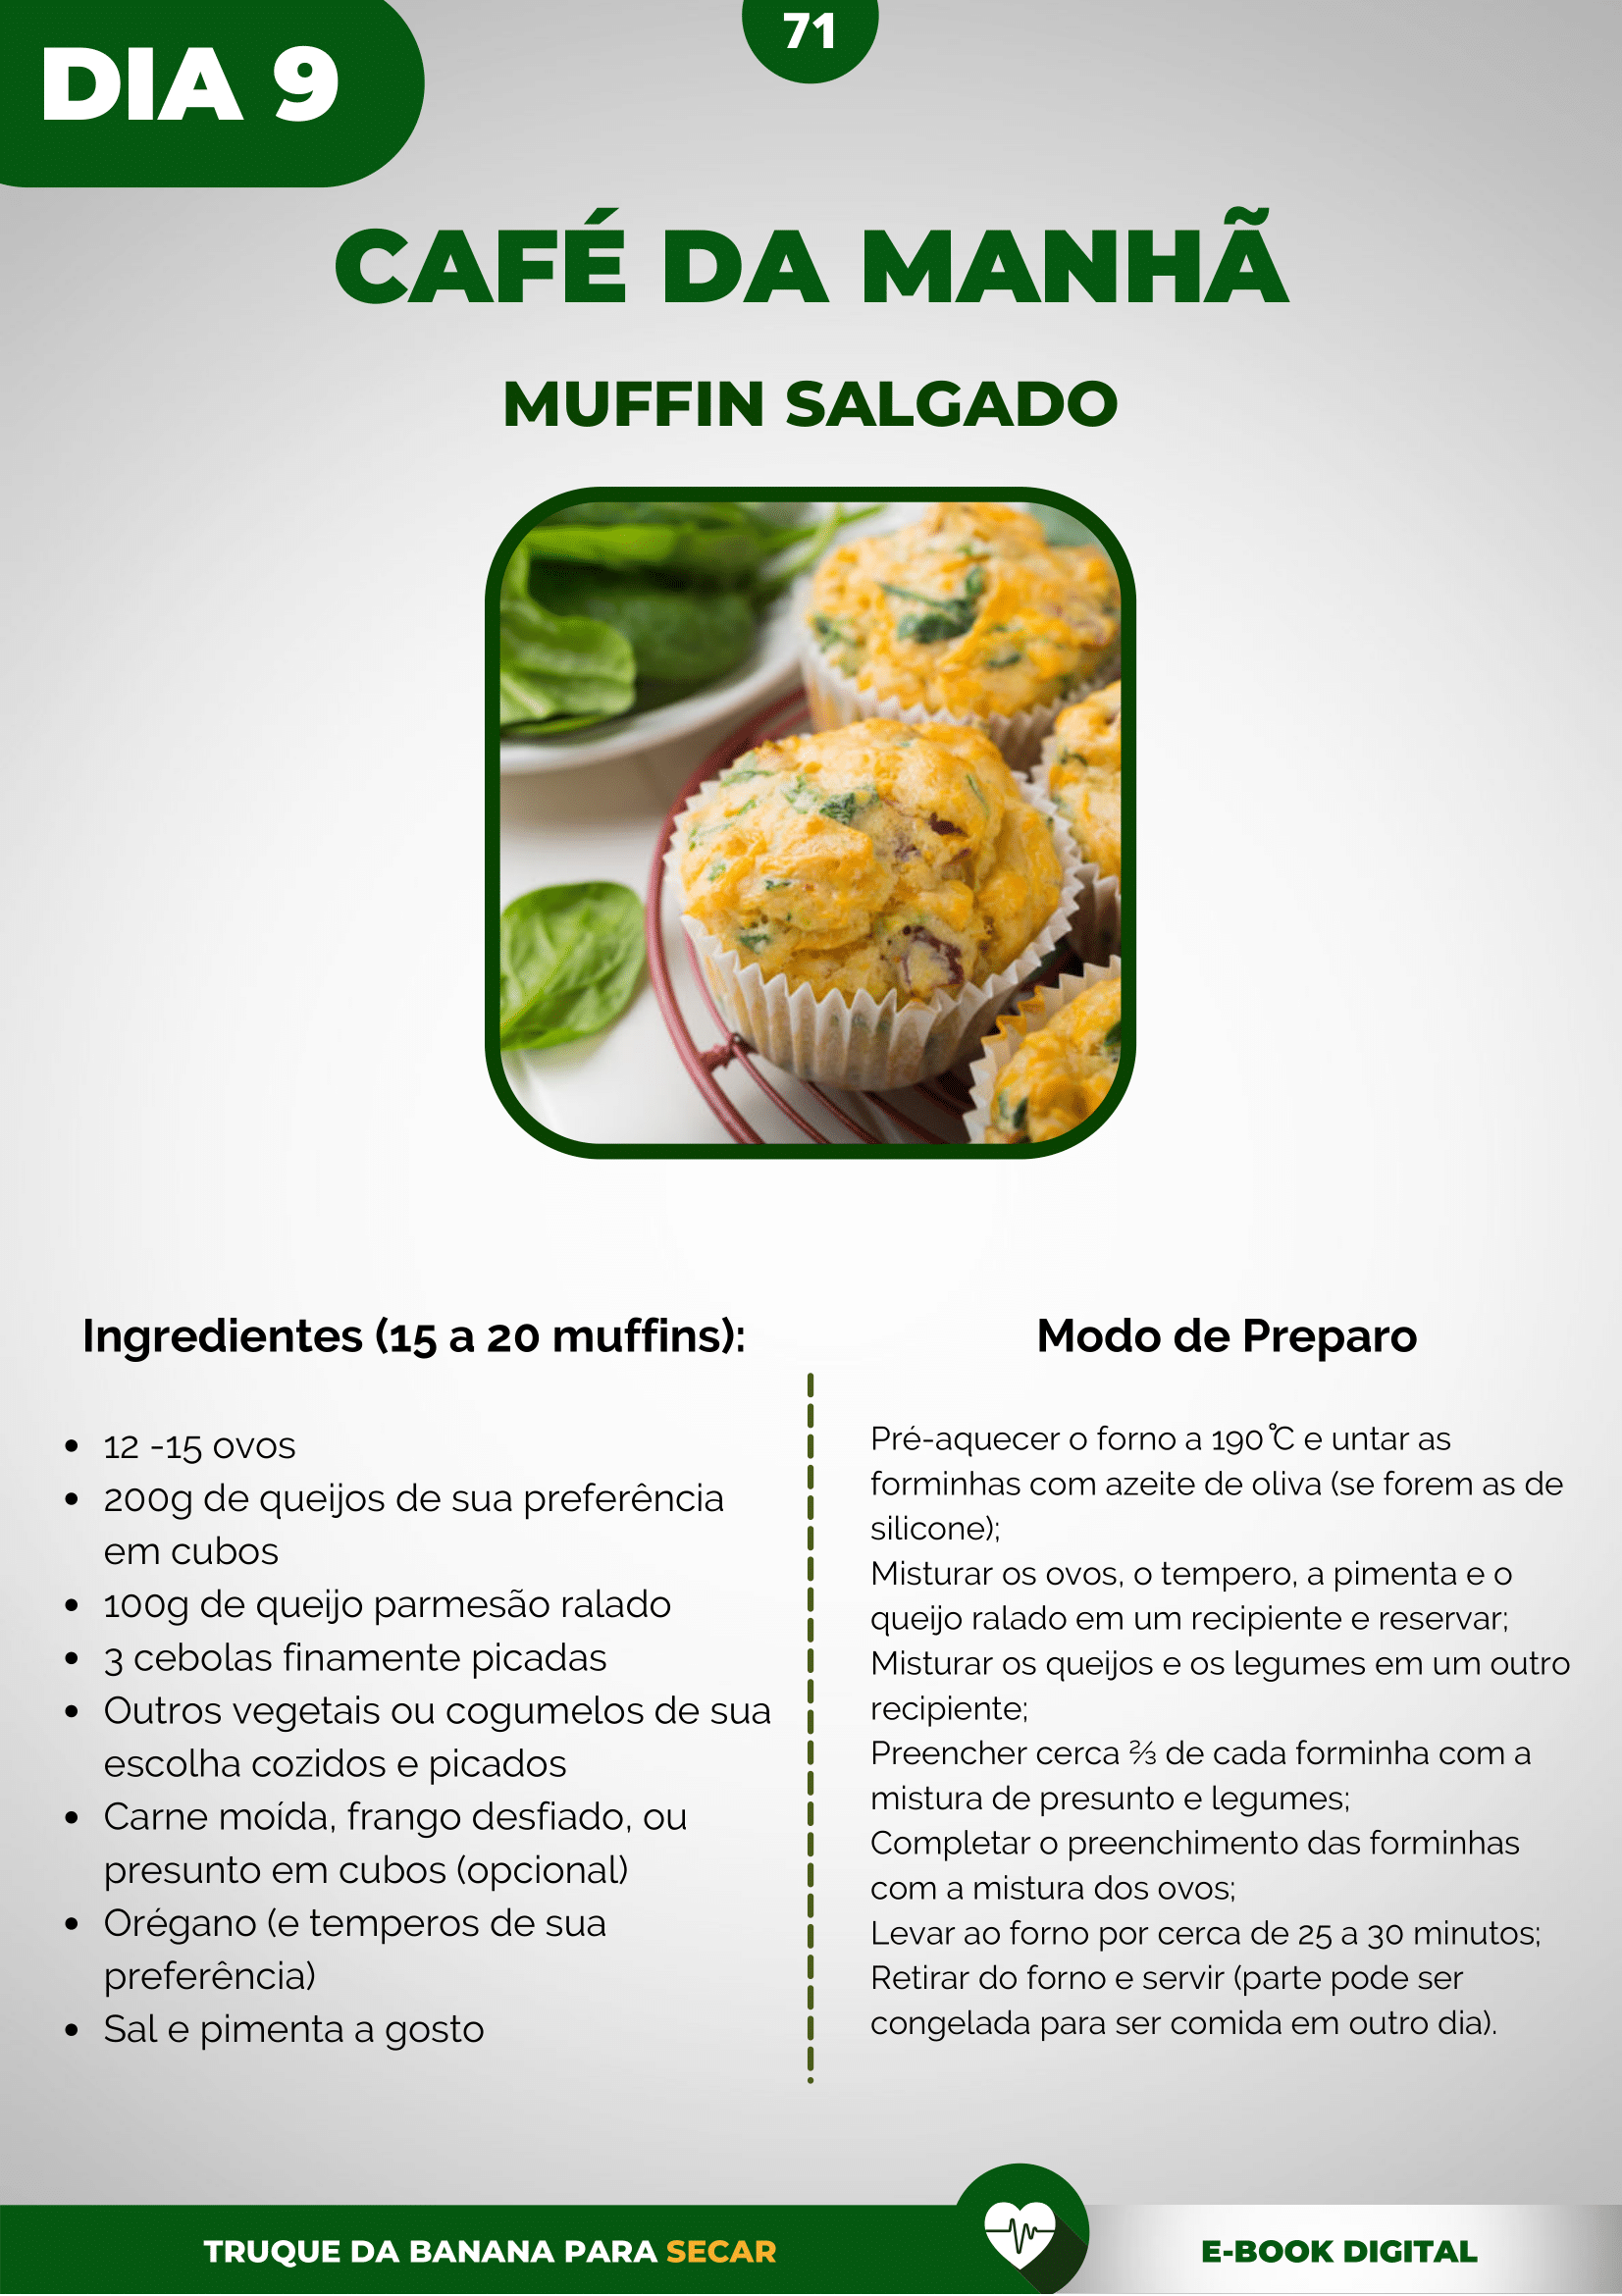 DIA 9
71
CAFÉ DA MANHÃ
MUFFIN SALGADO
Ingredientes (15 a 20 muffins):
• 12 -15 ovos
• 200g de queijos de sua preferência
em cubos
• 100g de queijo parmesão ralado
• 3 cebolas finamente picadas
• Outros vegetais ou cogumelos de sua
escolha cozidos e picados
• Carne moída, frango desfiado, ou
presunto em cubos (opcional)
• Orégano (e temperos de sua
preferência)
• Sal e pimenta a gosto
Modo de Preparo
Pré-aquecer o forno a 190 ̊C e untar as
forminhas com azeite de oliva (se forem as de
silicone);
Misturar os ovos, o tempero, a pimenta e o
queijo ralado em um recipiente e reservar;
Misturar os queijos e os legumes em um outro
recipiente;
Preencher cerca ⅔ de cada forminha com a
mistura de presunto e legumes;
Completar o preenchimento das forminhas
com a mistura dos ovos;
Levar ao forno por cerca de 25 a 30 minutos;
Retirar do forno e servir (parte pode ser
congelada para ser comida em outro dia).
TRUQUE DA BANANA PARA SECAR
E-BOOK DIGITAL